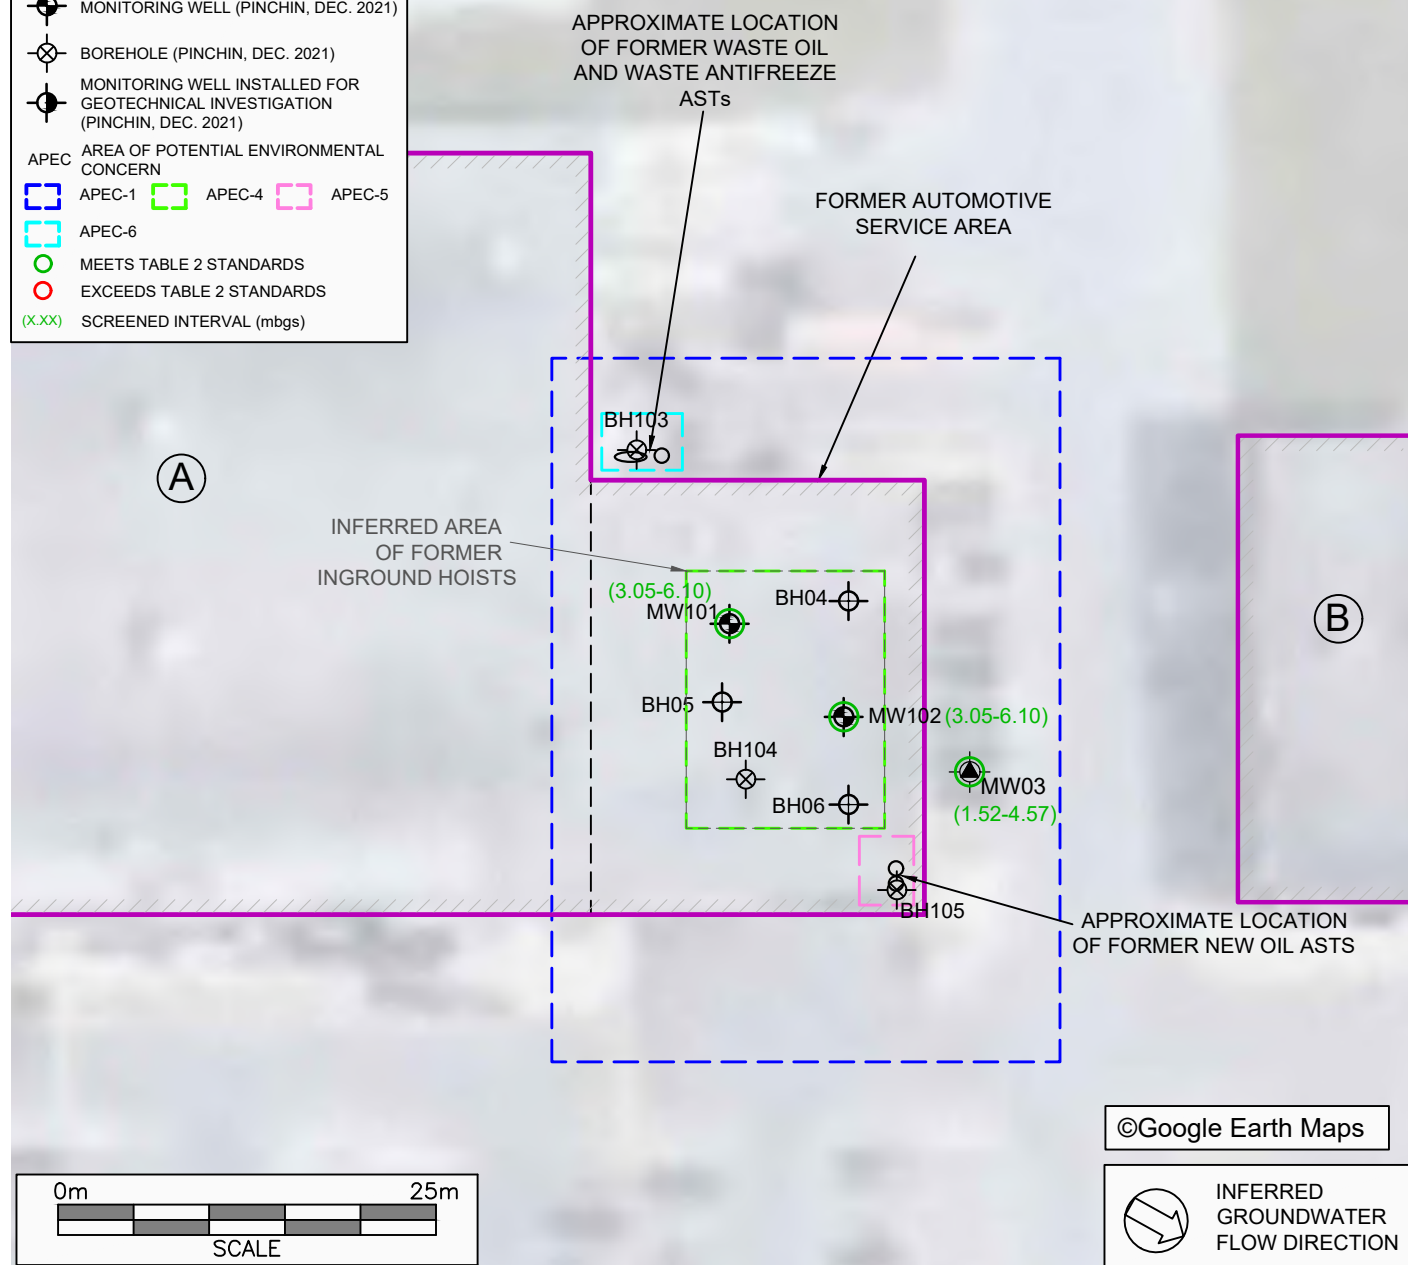 MONITORING WELL (PINCHIN, DEC. 2021)
BOREHOLE (PINCHIN, DEC. 2021)
MONITORING WELL INSTALLED FOR
GEOTECHNICAL INVESTIGATION
(PINCHIN, DEC. 2021)
APEC AREA OF POTENTIAL ENVIRONMENTAL
CONCERN
APEC-1 APEC-4 APEC-5
APEC-6
MEETS TABLE 2 STANDARDS
EXCEEDS TABLE 2 STANDARDS
(X.XX) SCREENED INTERVAL (mbgs)
APPROXIMATE LOCATION
OF FORMER WASTE OIL
AND WASTE ANTIFREEZE
ASTs
FORMER AUTOMOTIVE
SERVICE AREA
BH103
A
INFERRED AREA
OF FORMER
INGROUND HOISTS
(3.05-6.10)
MW101
BH04
B
BH05
MW102 (3.05-6.10)
BH104
MW03
(1.52-4.57)
BH06
BH105
APPROXIMATE LOCATION
OF FORMER NEW OIL ASTS
©Google Earth Maps
0m 25m
SCALE
INFERRED
GROUNDWATER
FLOW DIRECTION